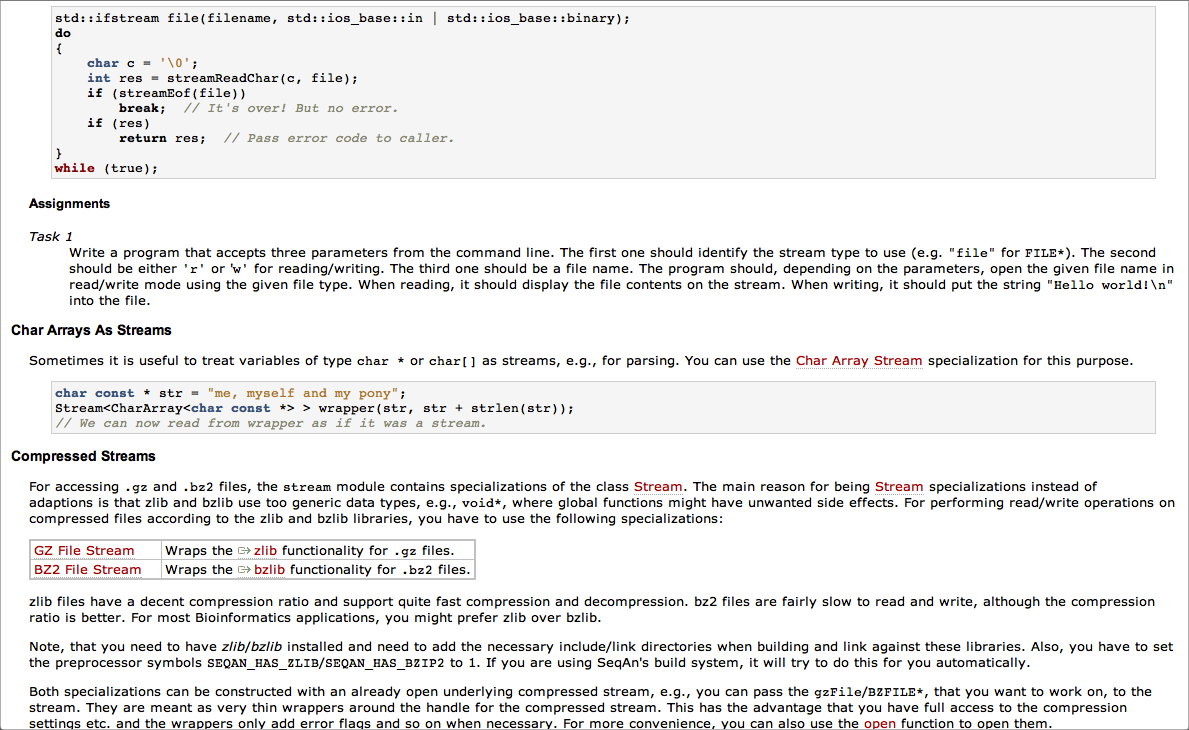 std::ifstream file(filename, std::ios_base::in | std::ios_base::binary);
do
{
    char c = '\0';
    int res = streamReadChar(c, file);
    if (streamEof(file))
        break;  // It's over! But no error.
    if (res)
        return res;  // Pass error code to caller.
}
while (true);
Assignments
Task 1
Write a program that accepts three parameters from the command line. The first one should identify the stream type to use (e.g. "file" for FILE*). The second
should be either 'r' or 'w' for reading/writing. The third one should be a file name. The program should, depending on the parameters, open the given file name in
read/write mode using the given file type. When reading, it should display the file contents on the stream. When writing, it should put the string "Hello world!\n"
into the file.
Char Arrays As Streams
Sometimes it is useful to treat variables of type char * or char[] as streams, e.g., for parsing. You can use the Char Array Stream specialization for this purpose.
char const * str = "me, myself and my pony";
Stream<CharArray<char const *> > wrapper(str, str + strlen(str));
// We can now read from wrapper as if it was a stream.
Compressed Streams
For accessing .gz and .bz2 files, the stream module contains specializations of the class Stream. The main reason for being Stream specializations instead of
adaptions is that zlib and bzlib use too generic data types, e.g., void*, where global functions might have unwanted side effects. For performing read/write operations on
compressed files according to the zlib and bzlib libraries, you have to use the following specializations:
GZ File Stream Wraps the zlib functionality for .gz files.
BZ2 File Stream Wraps the bzlib functionality for .bz2 files.
zlib files have a decent compression ratio and support quite fast compression and decompression. bz2 files are fairly slow to read and write, although the compression
ratio is better. For most Bioinformatics applications, you might prefer zlib over bzlib.
Note, that you need to have zlib/bzlib installed and need to add the necessary include/link directories when building and link against these libraries. Also, you have to set
the preprocessor symbols SEQAN_HAS_ZLIB/SEQAN_HAS_BZIP2 to 1. If you are using SeqAn's build system, it will try to do this for you automatically.
Both specializations can be constructed with an already open underlying compressed stream, e.g., you can pass the gzFile/BZFILE*, that you want to work on, to the
stream. They are meant as very thin wrappers around the handle for the compressed stream. This has the advantage that you have full access to the compression
settings etc. and the wrappers only add error flags and so on when necessary. For more convenience, you can also use the open function to open them.